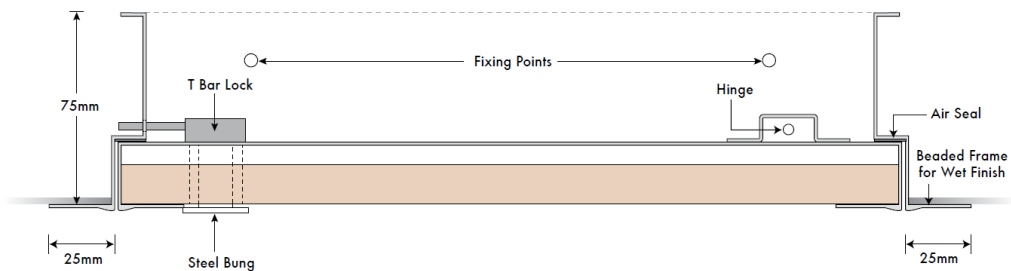 Fixing Points
T Bar Lock
Hinge
75mm
Air Seal
Beaded Frame
for Wet Finish
25mm
Steel Bung
25mm